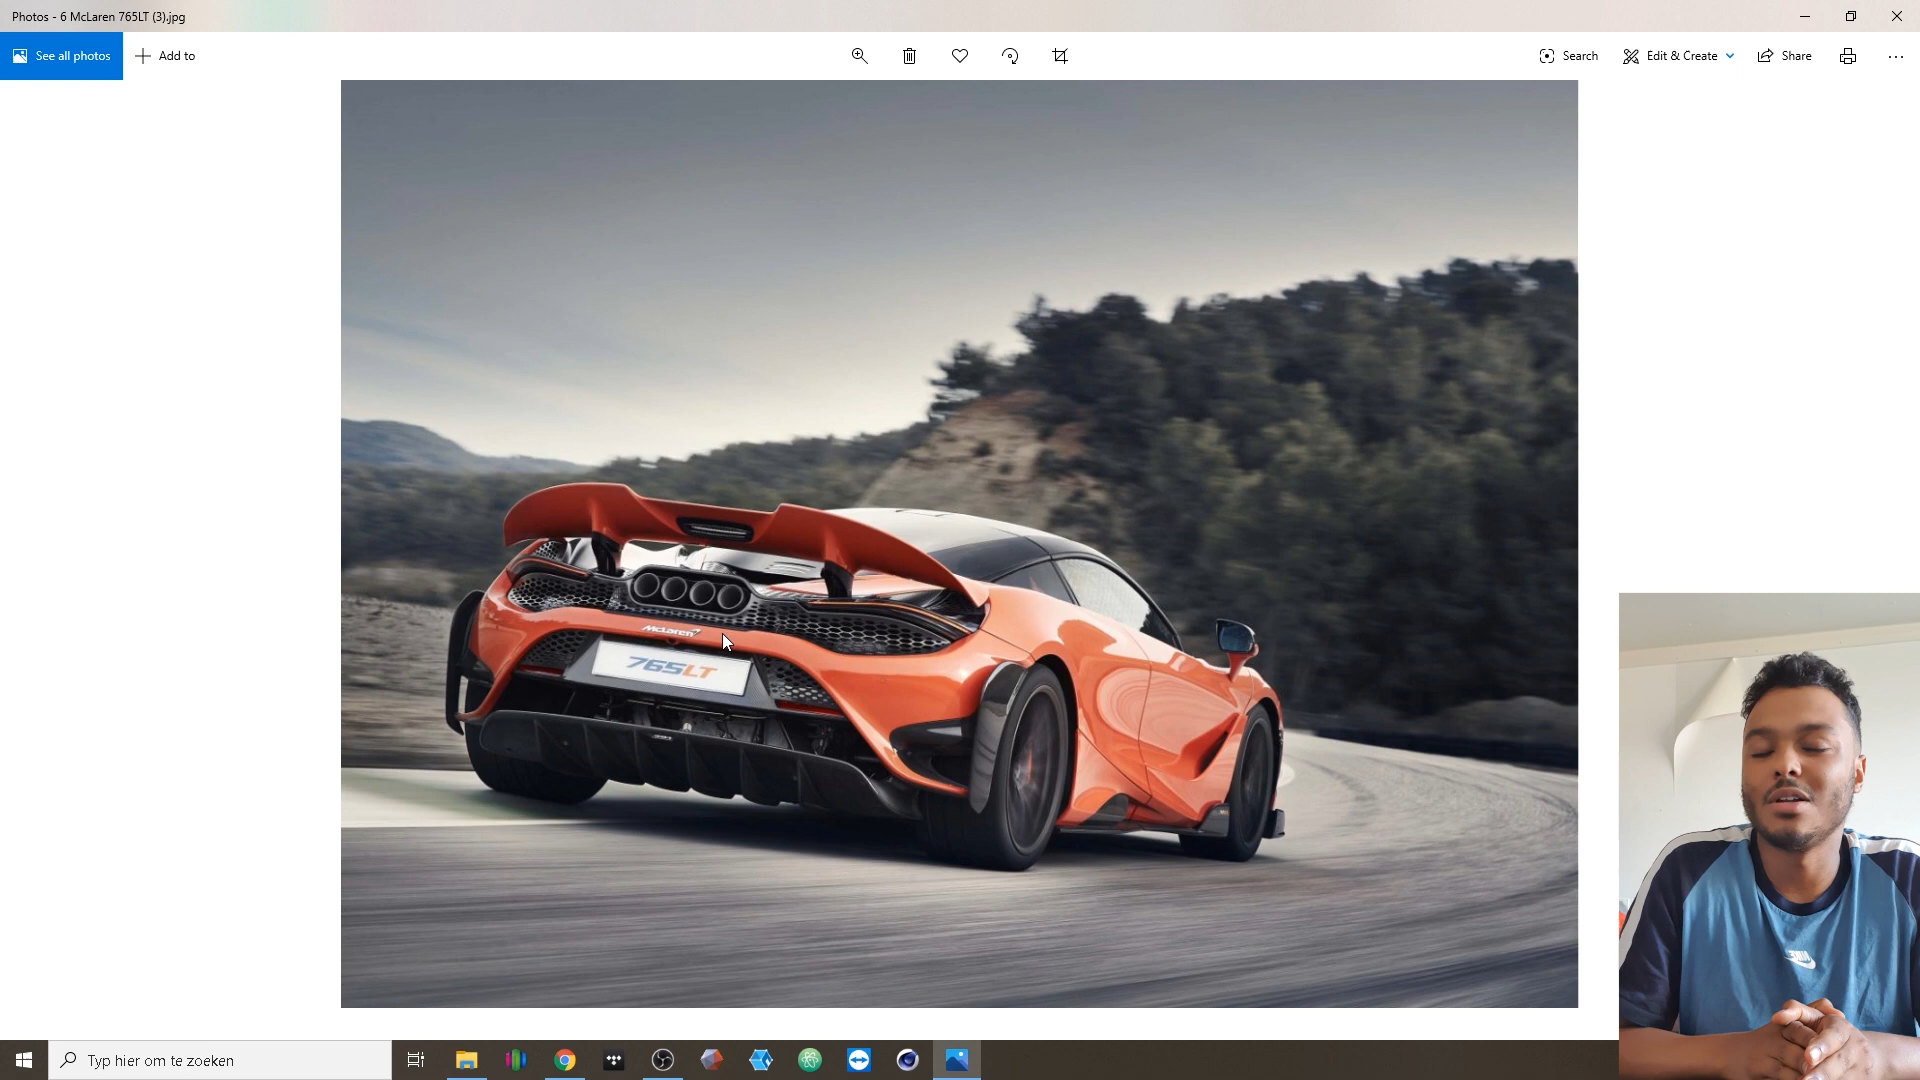 Photos - 6 McLaren 765LT (3).jpg
See all photos
Add to
Search
Edit & Create
Share
McLaren
765LT
Typ hier om te zoeken